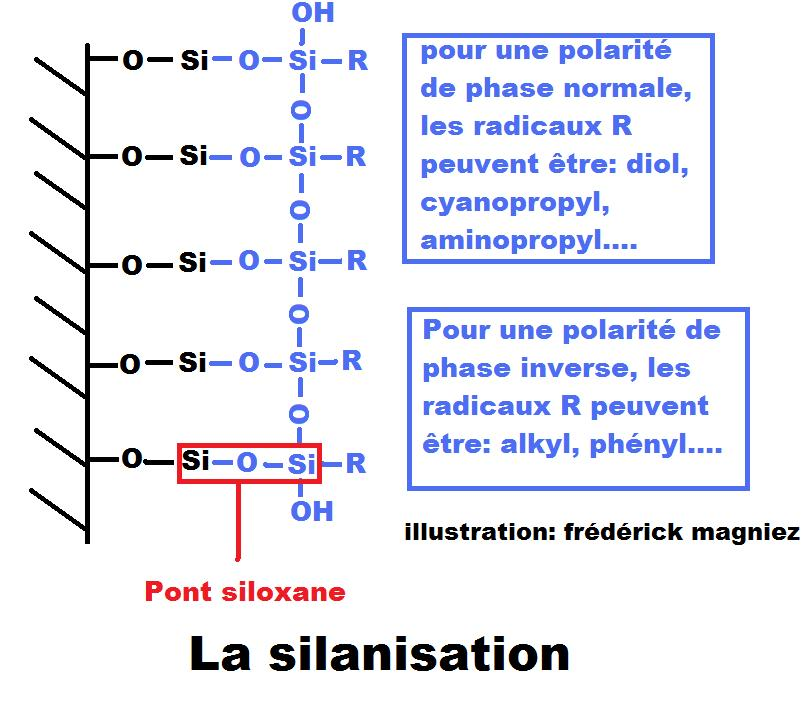 OH
O Si O Si R
O
O Si O Si R
O
O Si O Si R
O
O Si O Si R
O
O Si O Si R
OH
pour une polarité
de phase normale,
les radicaux R
peuvent être: diol,
cyanopropyl,
aminopropyl....
Pour une polarité de
phase inverse, les
radicaux R peuvent
être: alkyl, phényl....
illustration: frédérick magniez
Pont siloxane
La silanisation